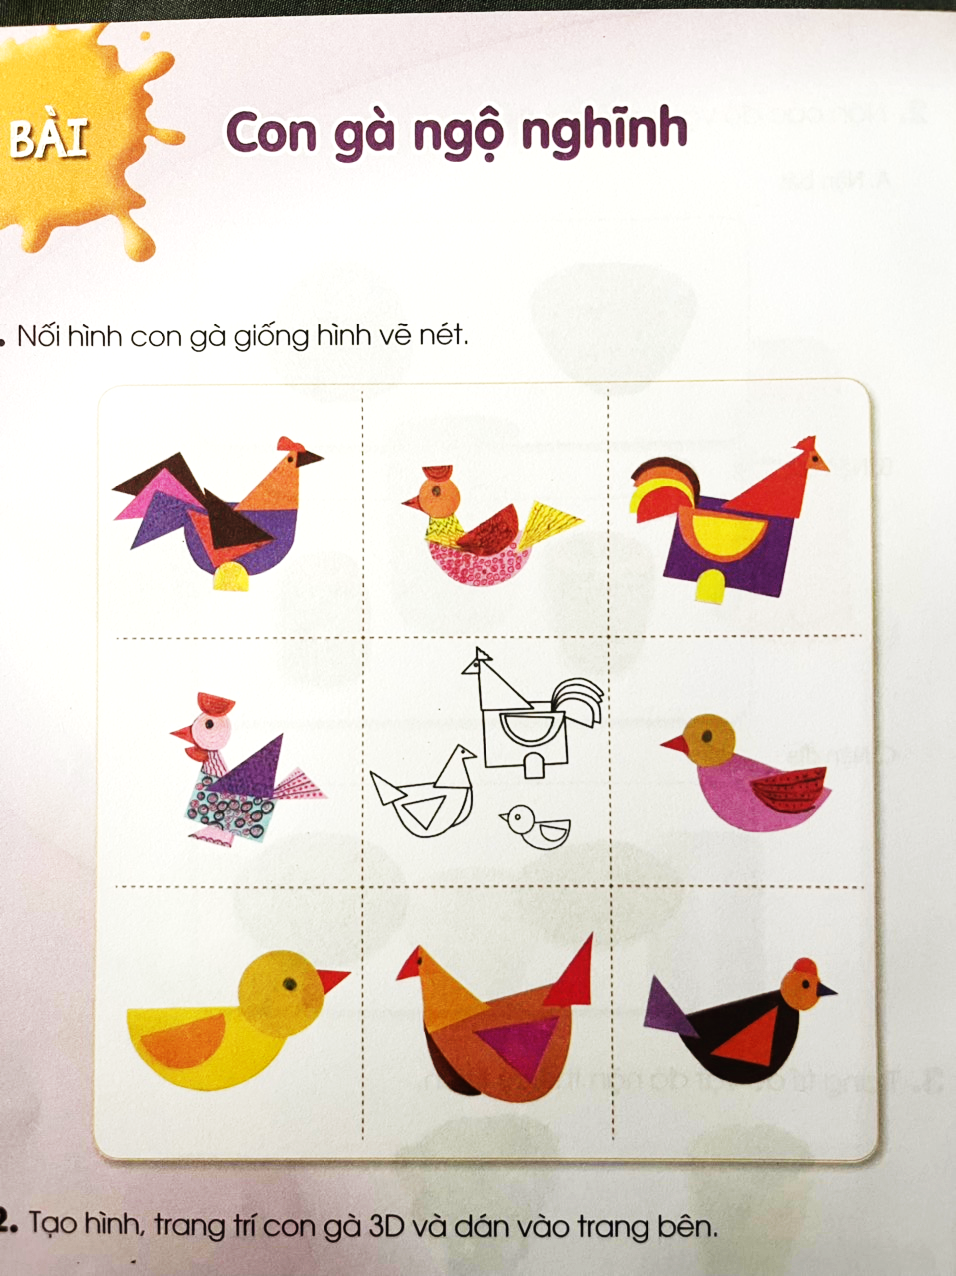 BÀI
Con gà ngộ nghĩnh
Nối hình con gà giống hình vẽ nét.
2. Tạo hình, trang trí con gà 3D và dán vào trang bên.